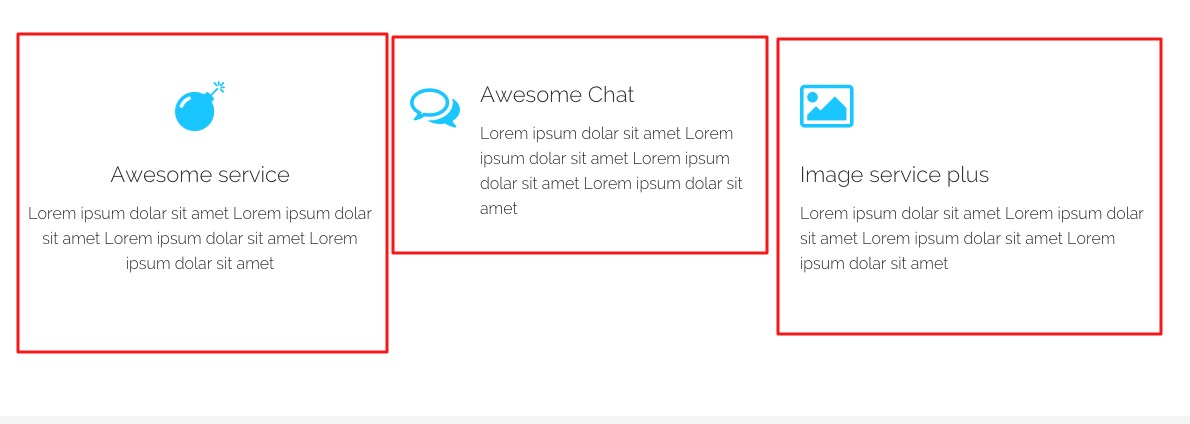 Awesome service
Lorem ipsum dolar sit amet Lorem ipsum dolar
sit amet Lorem ipsum dolar sit amet Lorem
ipsum dolar sit amet
Awesome Chat
Lorem ipsum dolar sit amet Lorem
ipsum dolar sit amet Lorem ipsum
dolar sit amet Lorem ipsum dolar sit
amet
Image service plus
Lorem ipsum dolar sit amet Lorem ipsum dolar
sit amet Lorem ipsum dolar sit amet Lorem
ipsum dolar sit amet